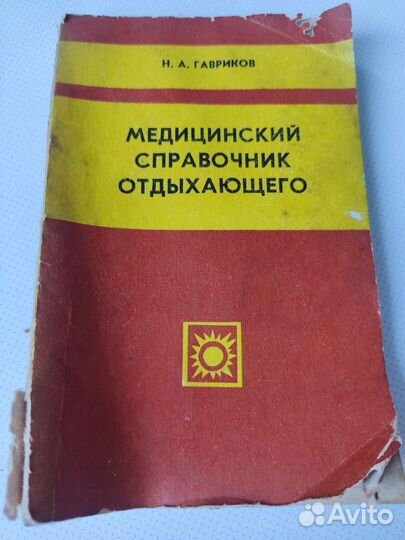 Н. А. ГАВРИКОВ
МЕДИЦИНСКИЙ
СПРАВОЧНИК
ОТДЫХАЮЩЕГО
Avito